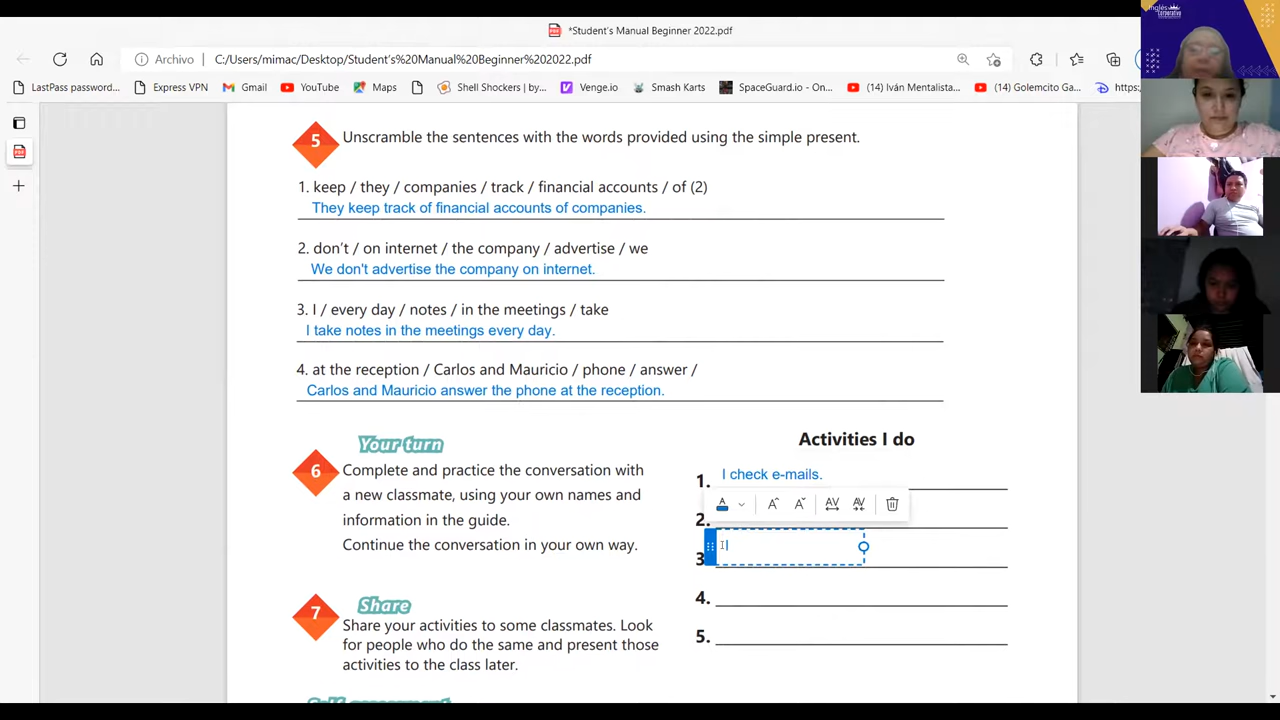 *Student's Manual Beginner 2022.pdf
Archivo C:/Users/mimac/Desktop/Student's%20Manual%20Beginner%202022.pdf
LastPass password... Express VPN Gmail YouTube Maps Shell Shockers | by... Venge.io Smash Karts SpaceGuard.io - On... (14) Iván Mentalista... (14) Golemcito Ga... https:
Inglés
corporativo
5 Unscramble the sentences with the words provided using the simple present.
1. keep / they / companies / track / financial accounts / of (2)
They keep track of financial accounts of companies.
2. don't / on internet / the company / advertise / we
We don't advertise the company on internet.
3. I / every day / notes / in the meetings / take
I take notes in the meetings every day.
4. at the reception / Carlos and Mauricio / phone / answer /
Carlos and Mauricio answer the phone at the reception.
6 Your turn
Complete and practice the conversation with
a new classmate, using your own names and
information in the guide.
Continue the conversation in your own way.
7 Share
Share your activities to some classmates. Look
for people who do the same and present those
activities to the class later.
Activities I do
1. I check e-mails.
2.
3 I
4.
5.